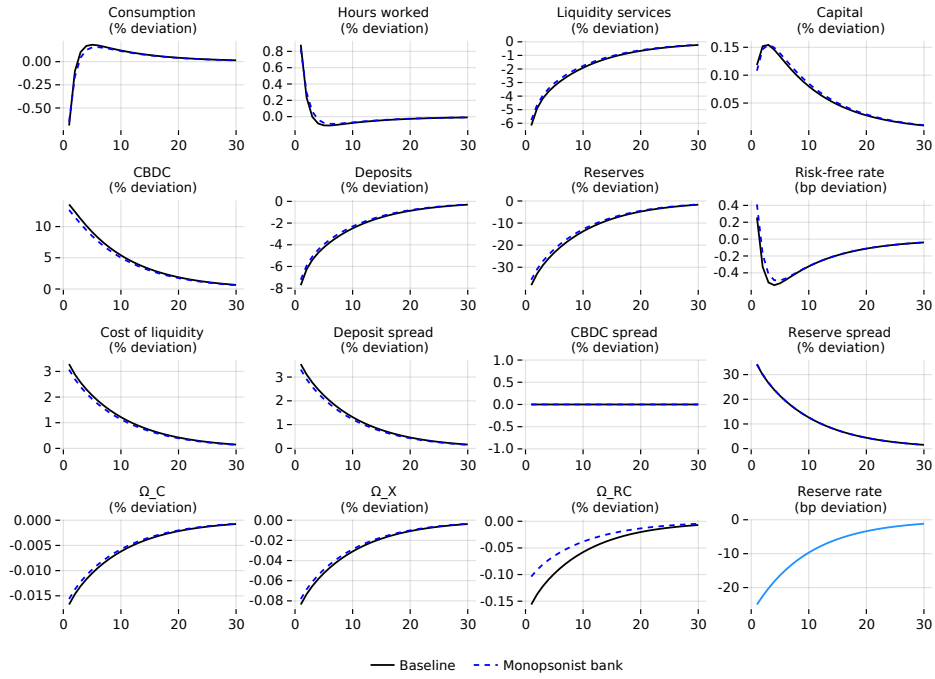 Consumption
(% deviation)
0.00
-0.25
-0.50
0 10 20 30
Hours worked
(% deviation)
0.8
0.6
0.4
0.2
0.0
0 10 20 30
Liquidity services
(% deviation)
0
-1
-2
-3
-4
-5
-6
0 10 20 30
Capital
(% deviation)
0.15
0.10
0.05
0 10 20 30
CBDC
(% deviation)
10
5
0
0 10 20 30
Deposits
(% deviation)
0
-2
-4
-6
-8
0 10 20 30
Reserves
(% deviation)
0
-10
-20
-30
0 10 20 30
Risk-free rate
(bp deviation)
0.4
0.2
0.0
-0.2
-0.4
0 10 20 30
Cost of liquidity
(% deviation)
3
2
1
0
0 10 20 30
Deposit spread
(% deviation)
3
2
1
0
0 10 20 30
CBDC spread
(% deviation)
1.0
0.5
0.0
-0.5
-1.0
0 10 20 30
Reserve spread
(% deviation)
30
20
10
0
0 10 20 30
Ω_C
(% deviation)
0.000
-0.005
-0.010
-0.015
0 10 20 30
Ω_X
(% deviation)
0.00
-0.02
-0.04
-0.06
-0.08
0 10 20 30
Ω_RC
(% deviation)
0.00
-0.05
-0.10
-0.15
0 10 20 30
Reserve rate
(bp deviation)
0
-10
-20
0 10 20 30
Baseline
Monopsonist bank